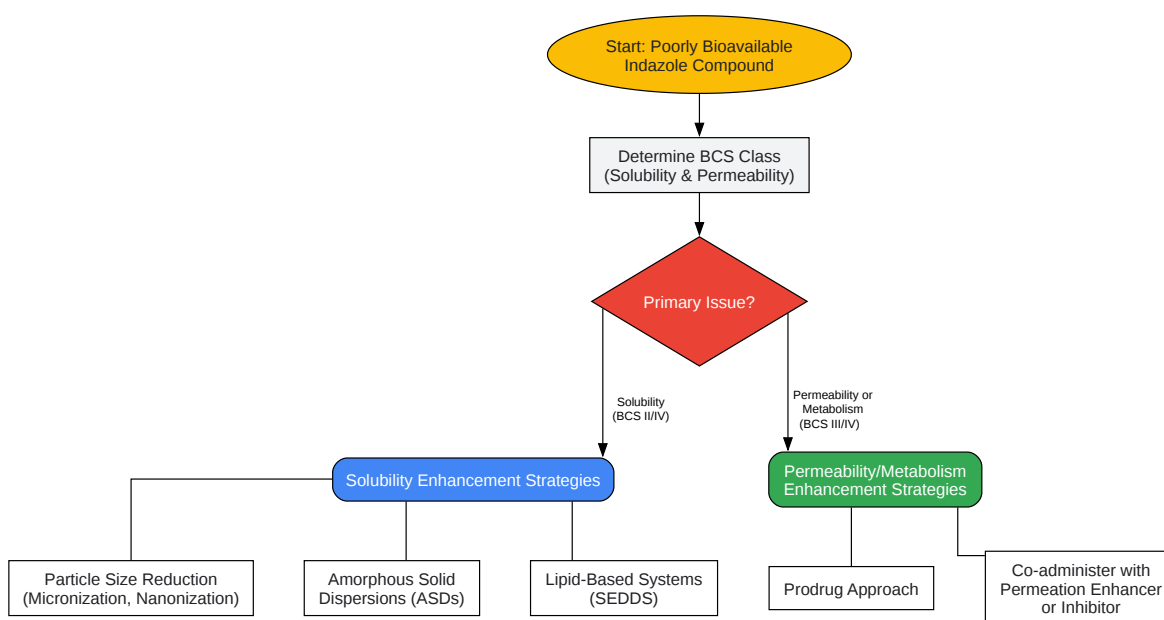 Start: Poorly Bioavailable
Indazole Compound
Determine BCS Class
(Solubility & Permeability)
Primary Issue?
Solubility
(BCS II/IV)
Permeability or
Metabolism
(BCS III/IV)
Solubility Enhancement Strategies
Permeability/Metabolism
Enhancement Strategies
Particle Size Reduction
(Micronization, Nanonization)
Amorphous Solid
Dispersions (ASDs)
Lipid-Based Systems
(SEDDS)
Prodrug Approach
Co-administer with
Permeation Enhancer
or Inhibitor